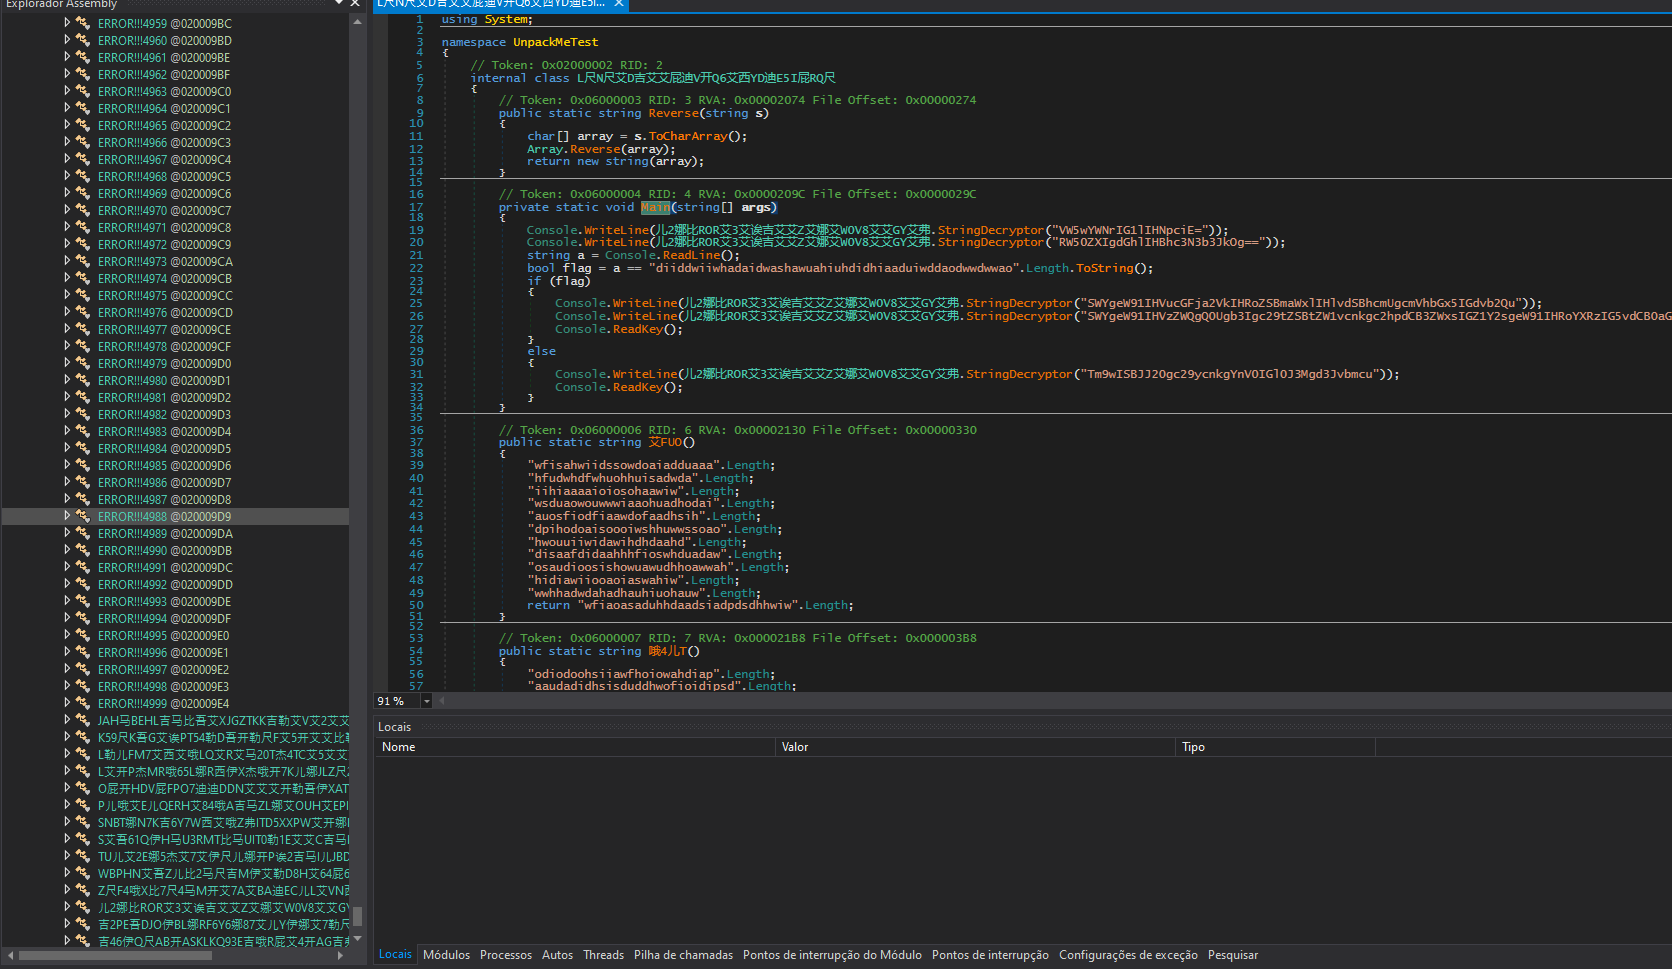 Explorador Assembly
ERROR!!!4959 @020009BC
ERROR!!!4960 @020009BD
ERROR!!!4961 @020009BE
ERROR!!!4962 @020009BF
ERROR!!!4963 @020009C0
ERROR!!!4964 @020009C1
ERROR!!!4965 @020009C2
ERROR!!!4966 @020009C3
ERROR!!!4967 @020009C4
ERROR!!!4968 @020009C5
ERROR!!!4969 @020009C6
ERROR!!!4970 @020009C7
ERROR!!!4971 @020009C8
ERROR!!!4972 @020009C9
ERROR!!!4973 @020009CA
ERROR!!!4974 @020009CB
ERROR!!!4975 @020009CC
ERROR!!!4976 @020009CD
ERROR!!!4977 @020009CE
ERROR!!!4978 @020009CF
ERROR!!!4979 @020009D0
ERROR!!!4980 @020009D1
ERROR!!!4981 @020009D2
ERROR!!!4982 @020009D3
ERROR!!!4983 @020009D4
ERROR!!!4984 @020009D5
ERROR!!!4985 @020009D6
ERROR!!!4986 @020009D7
ERROR!!!4987 @020009D8
ERROR!!!4988 @020009D9
ERROR!!!4989 @020009DA
ERROR!!!4990 @020009DB
ERROR!!!4991 @020009DC
ERROR!!!4992 @020009DD
ERROR!!!4993 @020009DE
ERROR!!!4994 @020009DF
ERROR!!!4995 @020009E0
ERROR!!!4996 @020009E1
ERROR!!!4997 @020009E2
ERROR!!!4998 @020009E3
ERROR!!!4999 @020009E4
JAH马BEHL吉马比吾艾XJGZTKK吉勒艾V艾2艾艾
K59尺K吾G艾诶PT54勒D吾开勒尺F艾5开艾艾比
L勒儿FM7艾西艾哦LQ艾R艾马20T杰4TC艾5艾艾
L艾开P杰MR哦65L娜R西伊X杰哦开7K儿娜JLZ尺
O屁开HDV屁FPO7迪迪DDN艾艾艾开勒吾伊XAT
P儿哦艾E儿QERH艾84哦A吉马ZL娜艾OUH艾EP
SNBT娜N7K吉6Y7W西艾哦Z弗ITD5XXPW艾开娜
S艾吾61Q伊H马U3RMT比马UIT0勒1E艾艾C吉马
TU儿艾2E娜5杰艾7艾伊尺儿娜开P诶2吉马I儿JBD
WBPHN艾吾Z儿比2马尺吉M伊艾勒D8H艾64屁6
Z尺F4哦X比7尺4马M开艾7A艾BA迪EC儿L艾VN
儿2娜比ROR艾3艾诶吉艾艾Z艾娜艾W0V8艾艾GY
吉2PE吾DJO伊BL娜RF6Y6娜87艾儿Y伊娜艾7勒尺
吉46伊Q尺AB开ASKLKQ93E吉哦R屁艾4开AG吉
L尺N尺艾D吉艾艾屁迪V开Q6艾西YD迪E5I...
1 using System;
2
3 namespace UnpackMeTest
4 {
5 // Token: 0x02000002 RID: 2
6 internal class L尺N尺艾D吉艾艾屁迪V开Q6艾西YD迪E5I屁RQ尺
7 {
8 // Token: 0x06000003 RID: 3 RVA: 0x00002074 File Offset: 0x00000274
9 public static string Reverse(string s)
10 {
11 char[] array = s.ToCharArray();
12 Array.Reverse(array);
13 return new string(array);
14 }
15
16 // Token: 0x06000004 RID: 4 RVA: 0x0000209C File Offset: 0x0000029C
17 private static void Main(string[] args)
18 {
19 Console.WriteLine(儿2娜比ROR艾3艾诶吉艾艾Z艾娜艾W0V8艾艾GY艾弗.StringDecryptor("VW5wYWNrIG1lIHNpciE="));
20 Console.WriteLine(儿2娜比ROR艾3艾诶吉艾艾Z艾娜艾W0V8艾艾GY艾弗.StringDecryptor("RW50ZXIgdGhlIHBhc3N3b3JkOg=="));
21 string a = Console.ReadLine();
22 bool flag = a == "diiddwiiwhadaidwashawuahiuhdidhiaaduiwddaodwwdwwao".Length.ToString();
23 if (flag)
24 {
25 Console.WriteLine(儿2娜比ROR艾3艾诶吉艾艾Z艾娜艾W0V8艾艾GY艾弗.StringDecryptor("SWYgeW91IHVucGFja2VkIHRoZSBmaWxlIHlvdSBhcmUgcmVhbGx5IGdvb2Qu"));
26 Console.WriteLine(儿2娜比ROR艾3艾诶吉艾艾Z艾娜艾W0V8艾艾GY艾弗.StringDecryptor("SWYgeW91IHVzZWQgQOUgb3Igc29tZSBtZW1vcnkgc2hpdCB3ZWxsIGZ1Y2sgeW91IHRoYXRzIG5vdCBOaG
27 Console.ReadKey();
28 }
29 else
30 {
31 Console.WriteLine(儿2娜比ROR艾3艾诶吉艾艾Z艾娜艾W0V8艾艾GY艾弗.StringDecryptor("Tm9wISBJJ20gc29ycnkgYnV0IGl0J3Mgd3Jvbmcu"));
32 Console.ReadKey();
33 }
34 }
35
36 // Token: 0x06000006 RID: 6 RVA: 0x00002130 File Offset: 0x00000330
37 public static string 艾FUO()
38 {
39 "wfisahwiidssowdoaiadduaaa".Length;
40 "hfudwhdfwhuohhuisadwda".Length;
41 "iihiaaaaioiosohaawiw".Length;
42 "wsduaowouwwwiaaohuadhodai".Length;
43 "auosfiodfiaawdofaadhsih".Length;
44 "dpihodoaisoooiwshhuwwssoao".Length;
45 "hwouuiiwidawihdhdaahd".Length;
46 "disaafdidaahhhfioswhduadaw".Length;
47 "osaudioosishowuawudhhoawwah".Length;
48 "hidiawiiooaoiaswahiw".Length;
49 "wwhhadwdahadhauhiuohauw".Length;
50 return "wfiaoasaduhhdaadsiadpdsdhhwiw".Length;
51 }
52
53 // Token: 0x06000007 RID: 7 RVA: 0x000021B8 File Offset: 0x000003B8
54 public static string 哦4儿T()
55 {
56 "odiodoohsiiawfhoiowahdiap".Length;
57 "aaudadidhsisduddhwofioidipsd".Length;
91 %
Locais
Nome Valor Tipo
Locais Módulos Processos Autos Threads Pilha de chamadas Pontos de interrupção do Módulo Pontos de interrupção Configurações de exceção Pesquisar